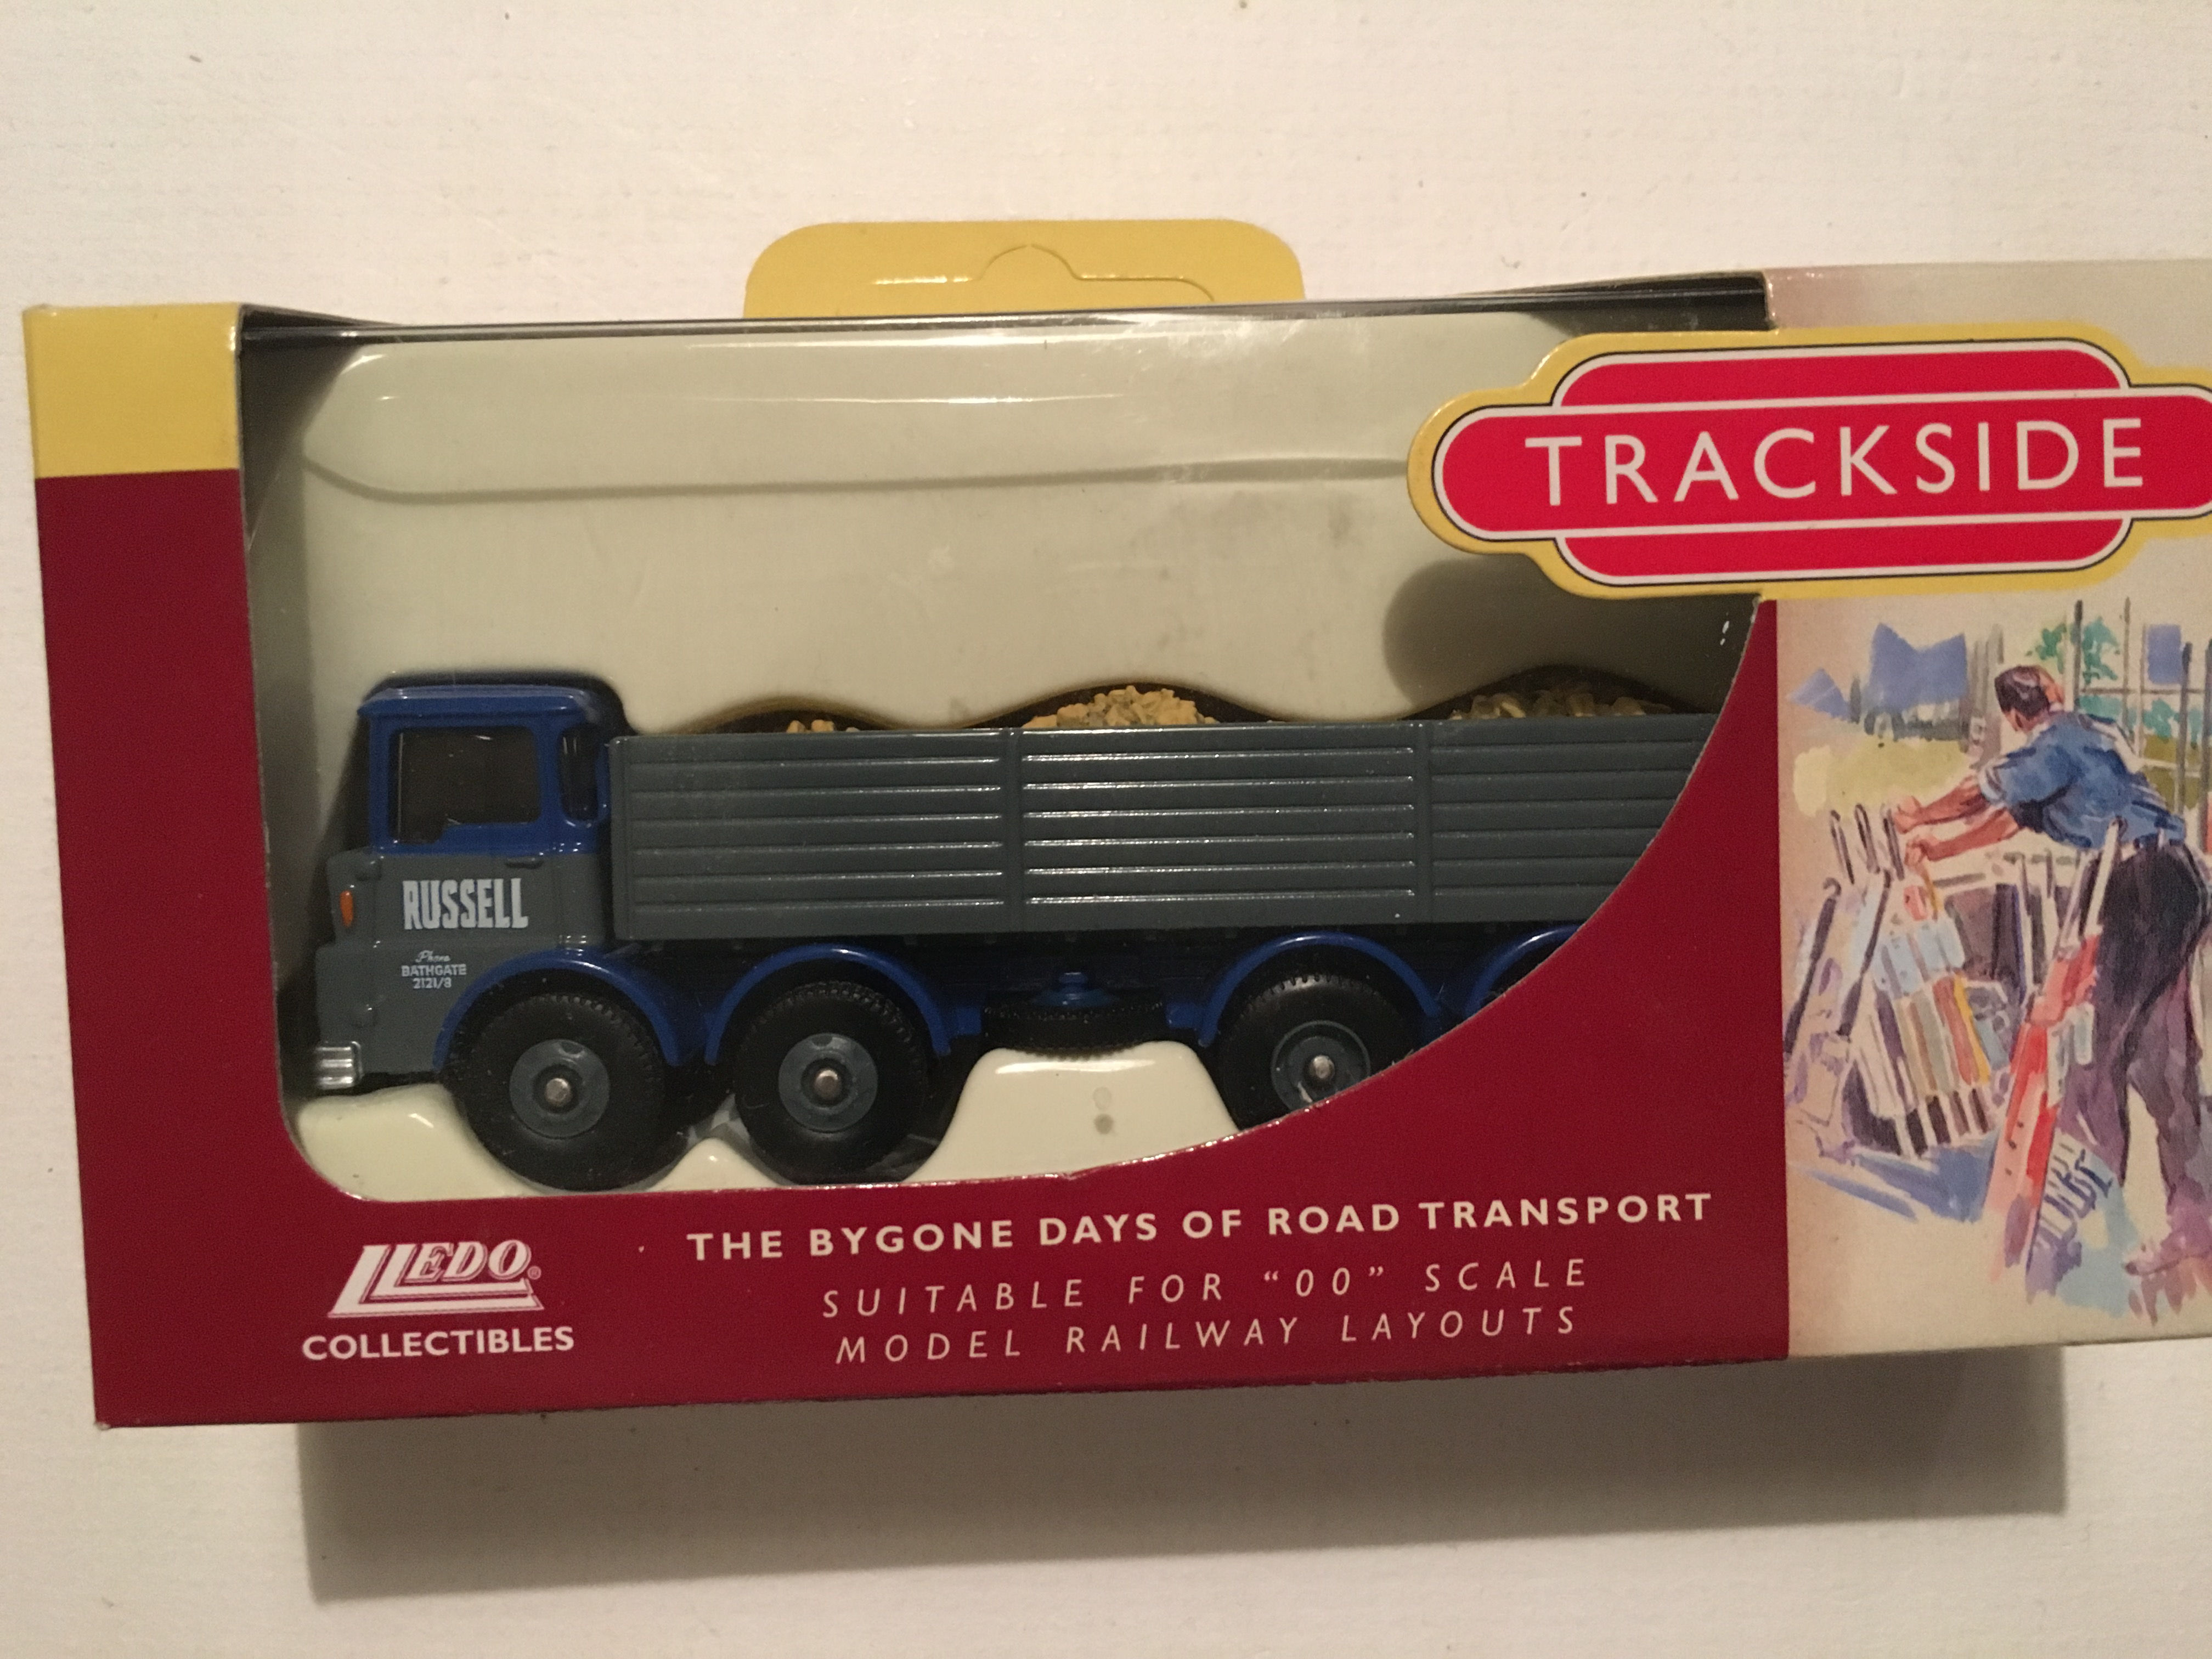 TRACKSIDE
RUSSELL
Phone
BATHGATE
2121/8
LLEDO®
COLLECTIBLES
THE BYGONE DAYS OF ROAD TRANSPORT
SUITABLE FOR “00” SCALE
MODEL RAILWAY LAYOUTS